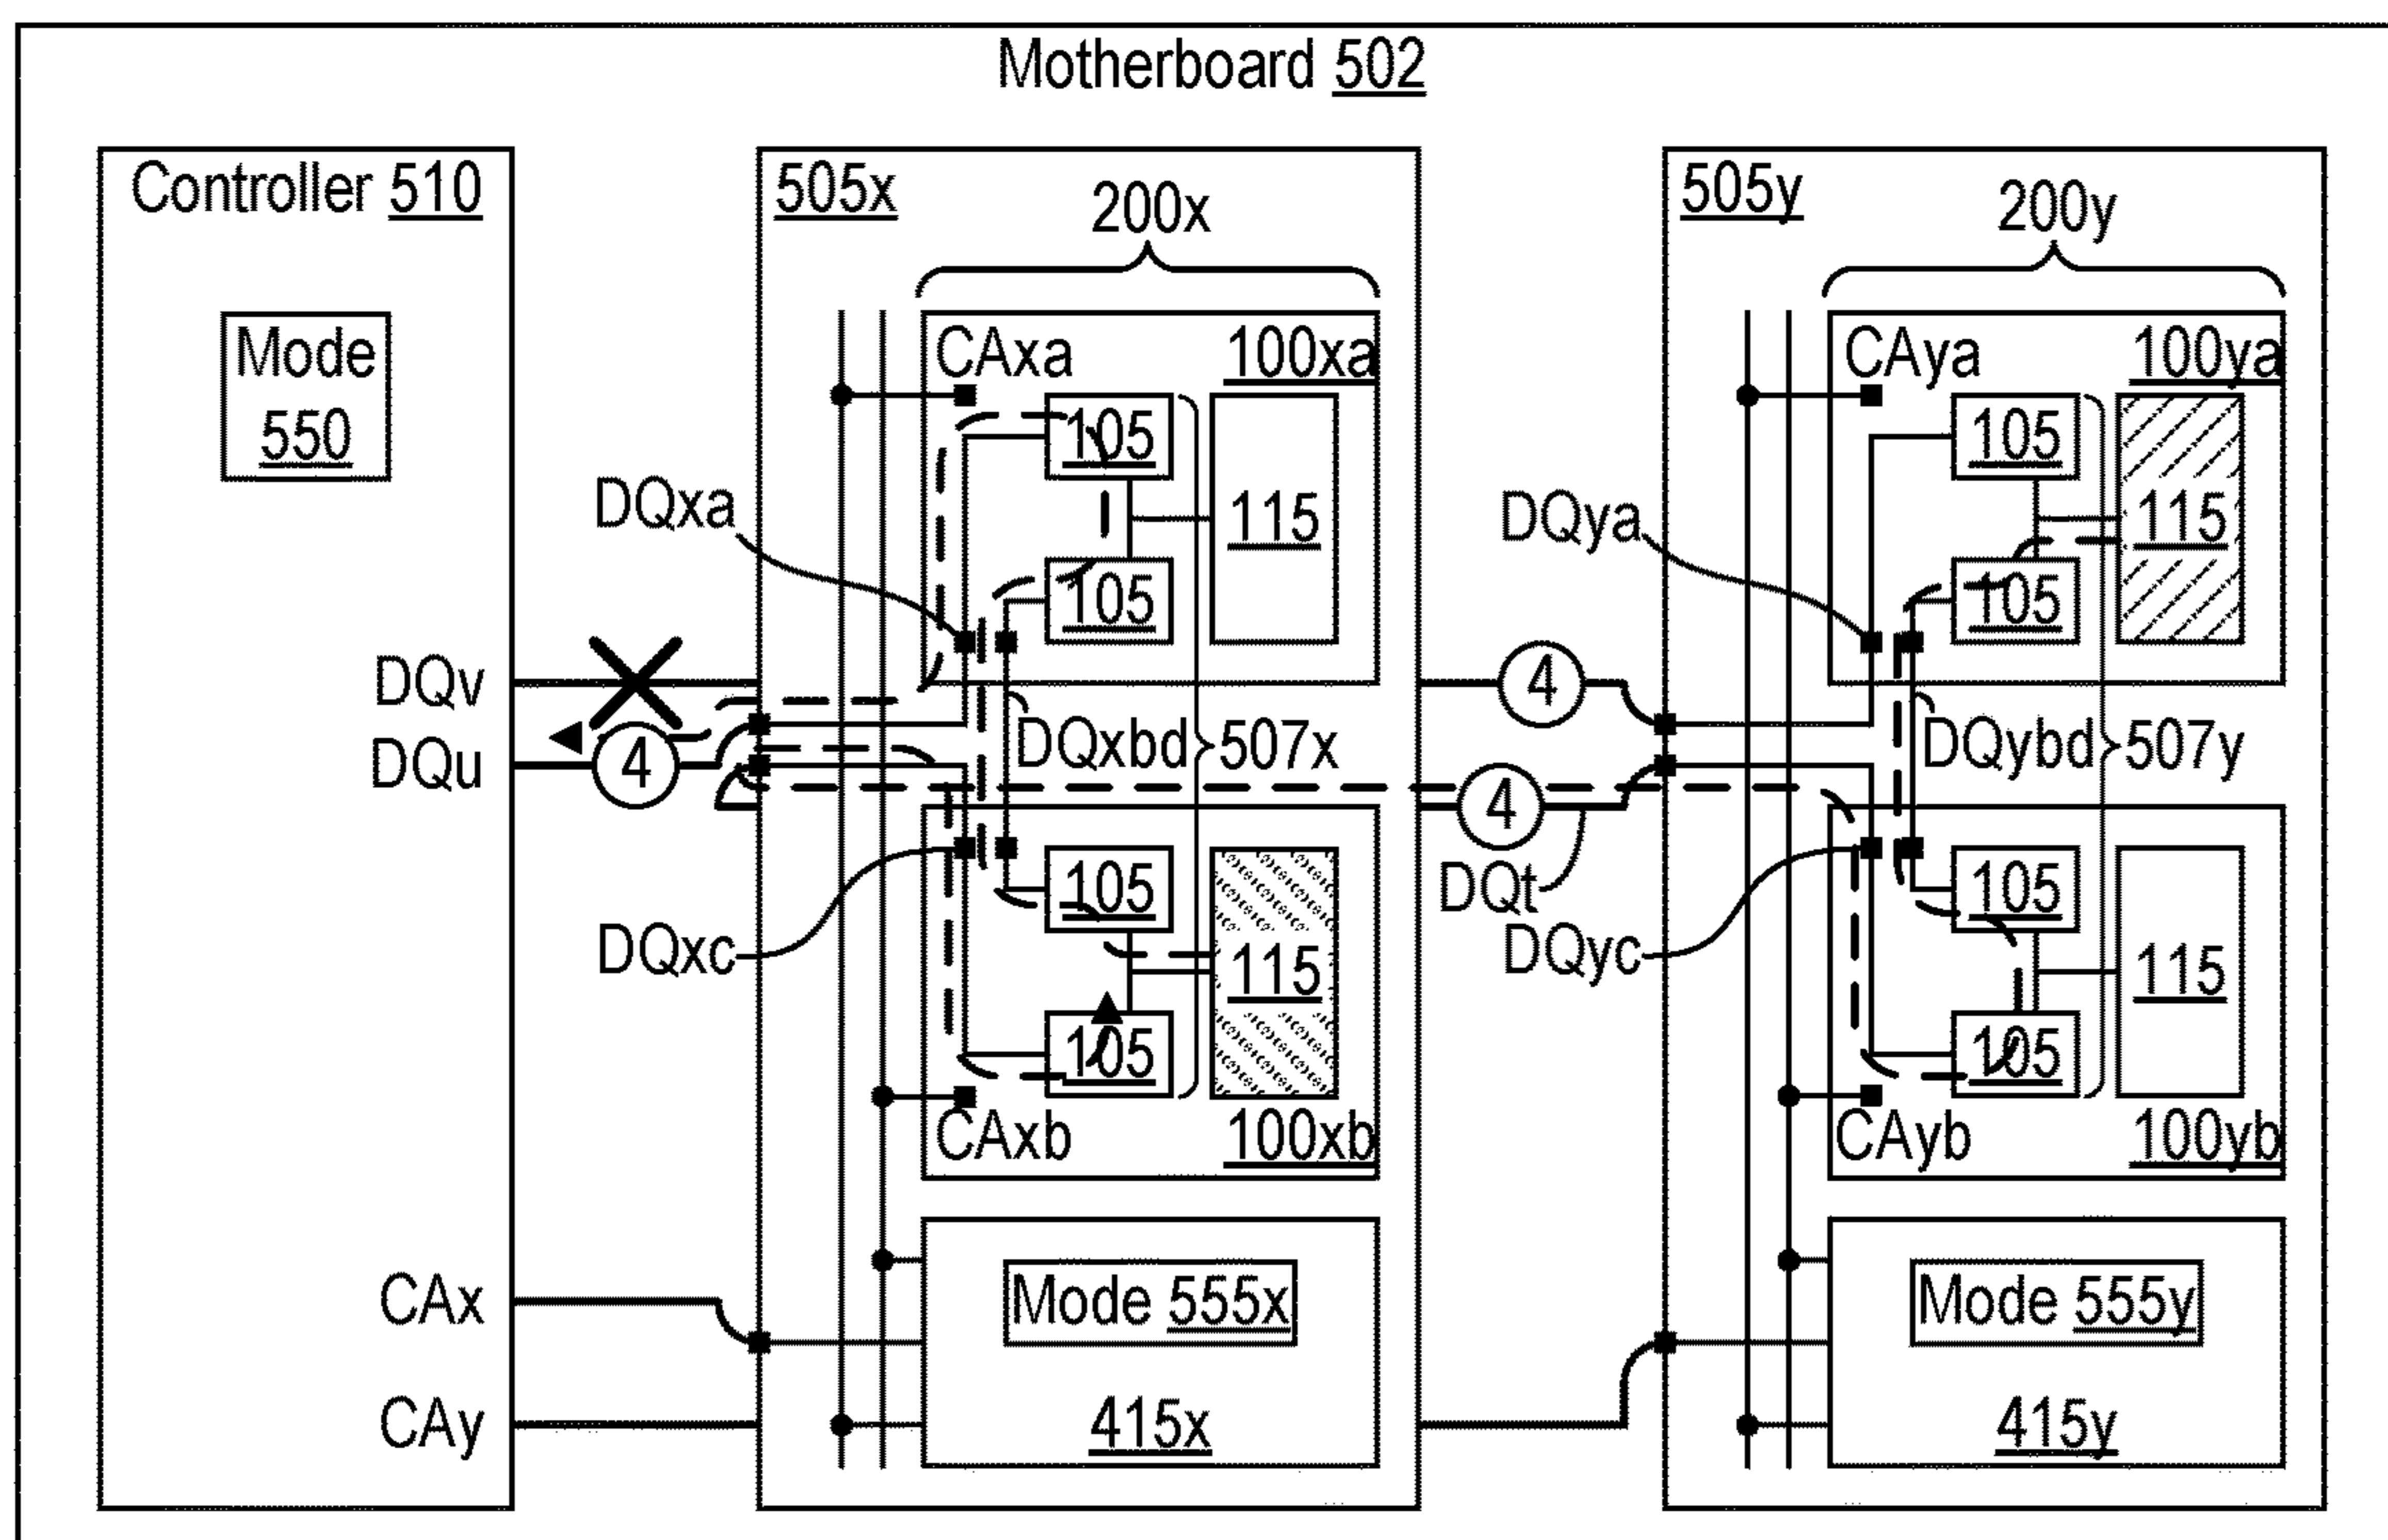 Motherboard 502
Controller 510
Mode
550
DQv
DQu
4
CAx
CAy
505x
200x
CAxa
100xa
105
115
105
DQxa
DQxbd
507x
DQxc
105
115
105
CAxb
100xb
Mode 555x
415x
4
4
DQt
505y
200y
CAya
100ya
105
115
105
DQya
DQybd
507y
DQyc
105
115
105
CAyb
100yb
Mode 555y
415y